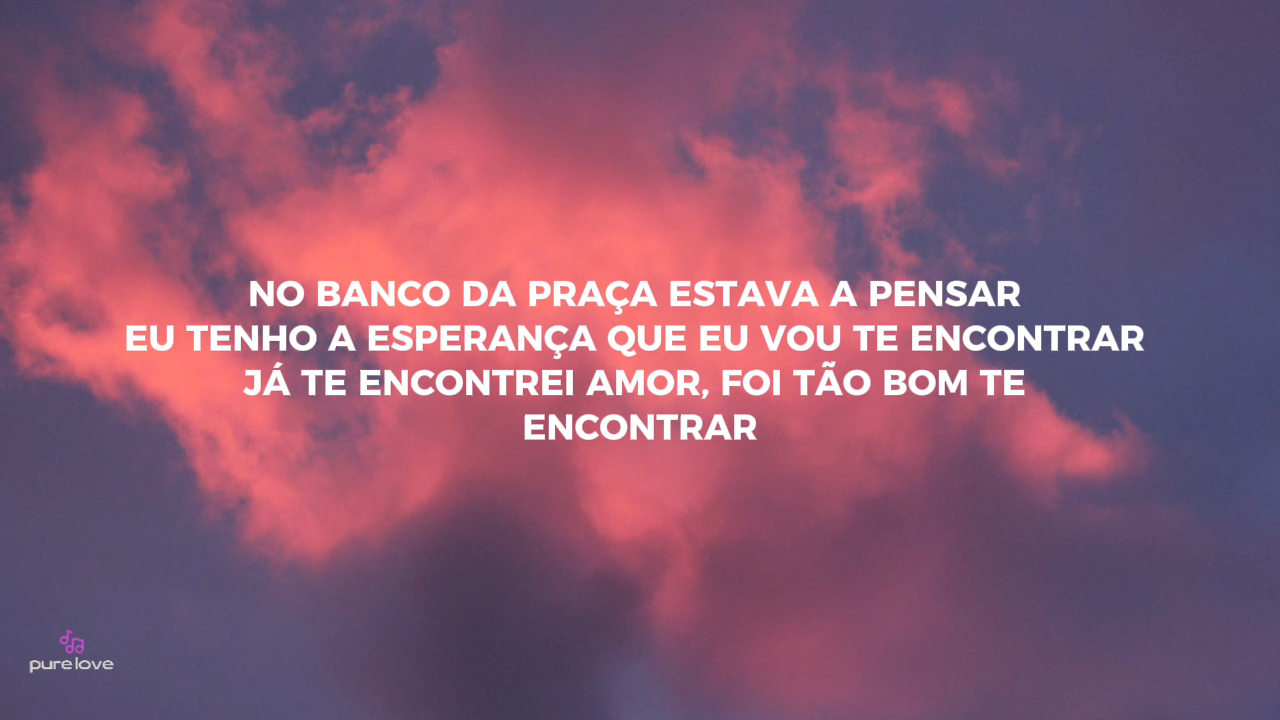 NO BANCO DA PRAÇA ESTAVA A PENSAR
EU TENHO A ESPERANÇA QUE EU VOU TE ENCONTRAR
JÁ TE ENCONTREI AMOR, FOI TÃO BOM TE
ENCONTRAR
pure love